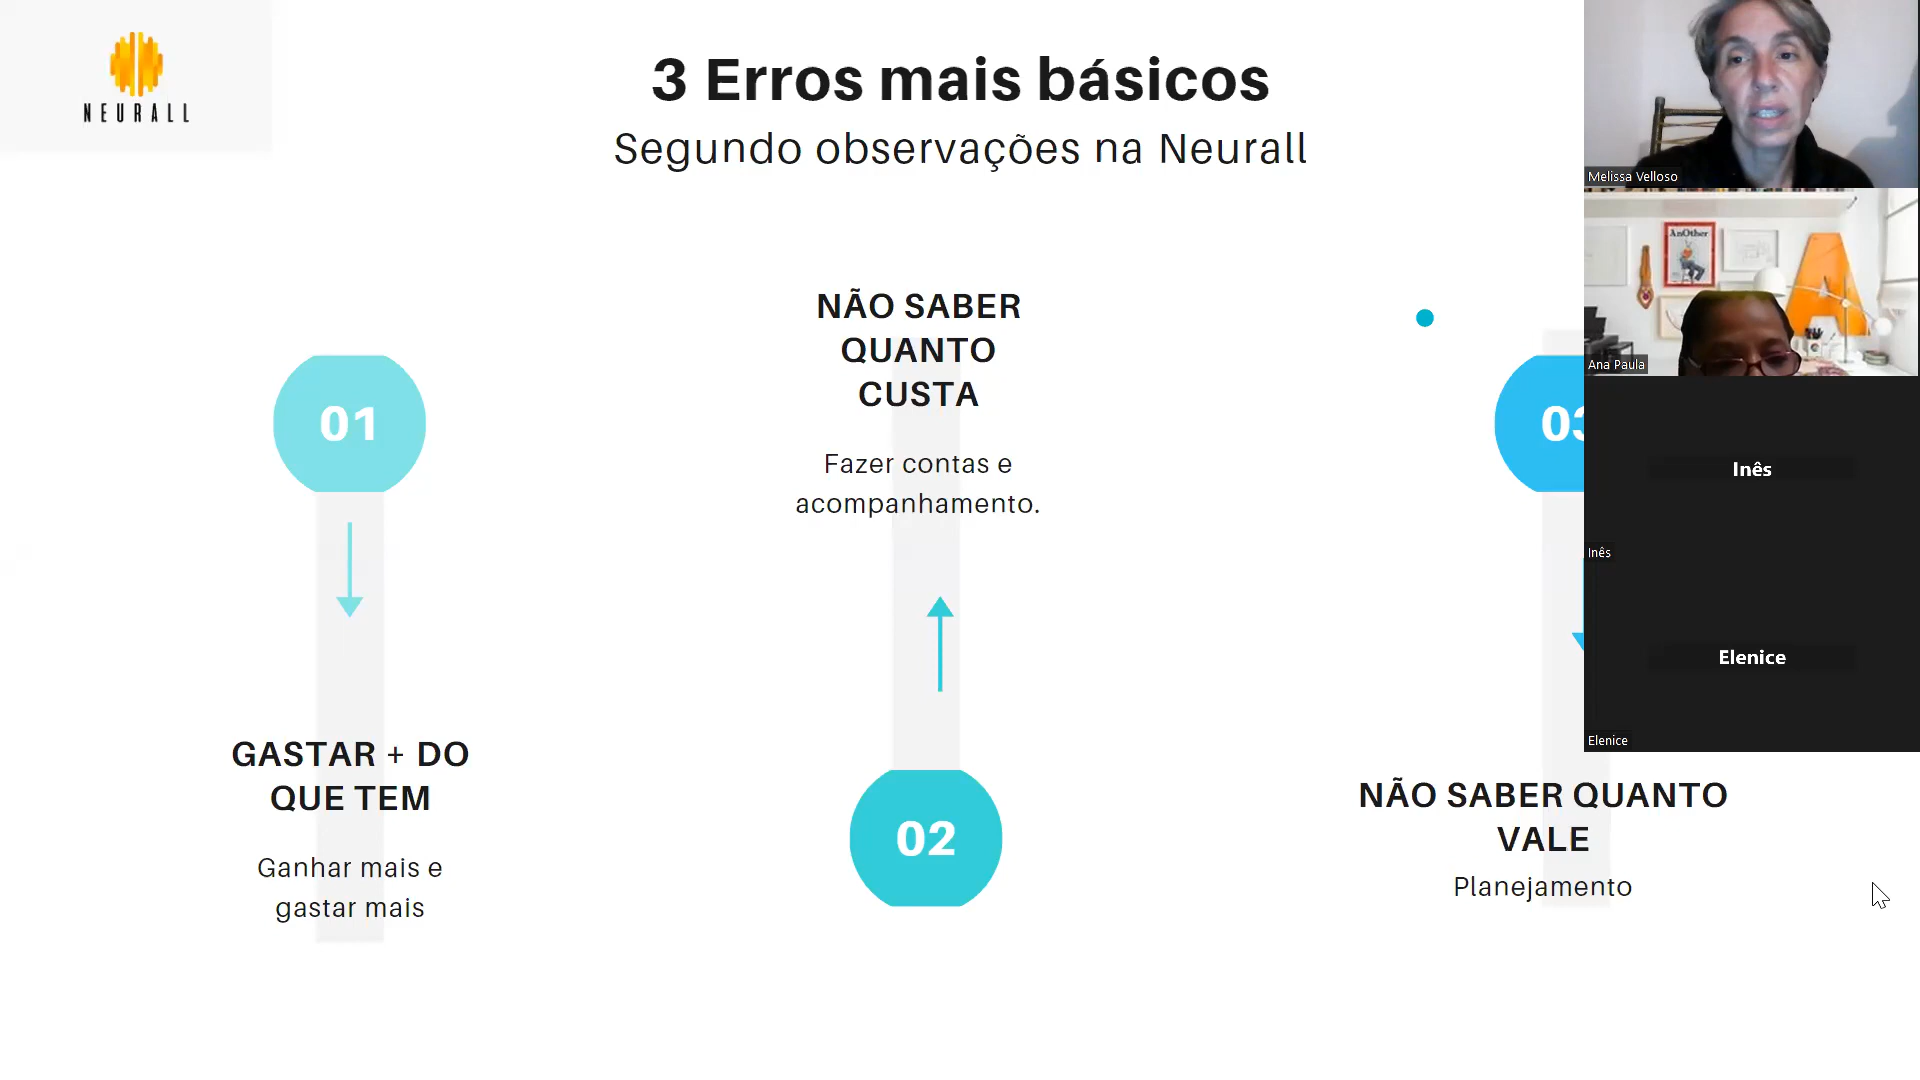 NEURALL
3 Erros mais básicos
Segundo observações na Neurall
01
GASTAR + DO
QUE TEM
Ganhar mais e
gastar mais
NÃO SABER
QUANTO
CUSTA
Fazer contas e
acompanhamento.
02
03
NÃO SABER QUANTO
VALE
Planejamento
Melissa Velloso
AnOther
Ana Paula
Inês
Inês
Elenice
Elenice